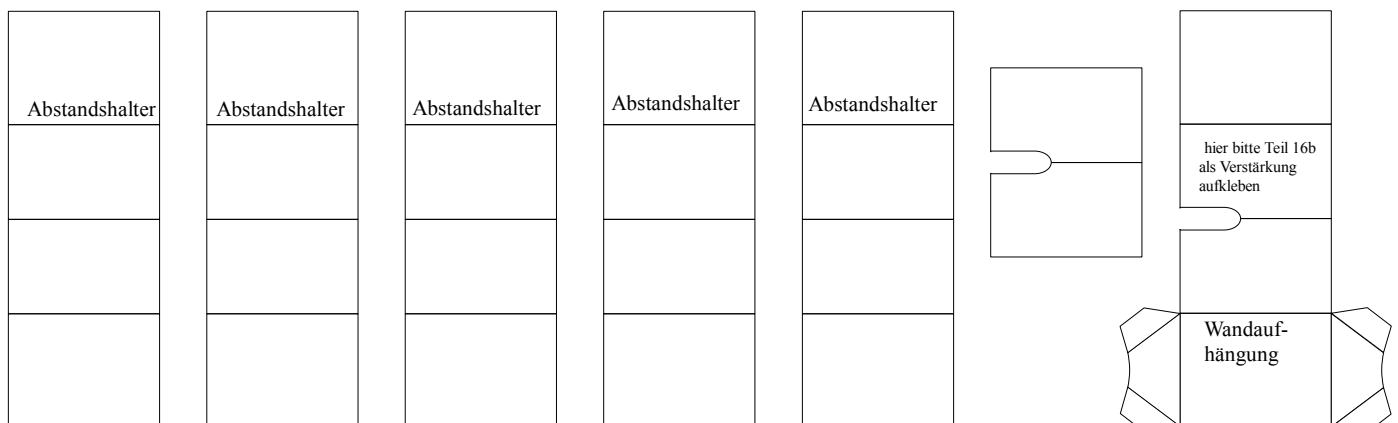 Abstandshalter
Abstandshalter
Abstandshalter
Abstandshalter
Abstandshalter
hier bitte Teil 16b
als Verstärkung
aufkleben
Wandauf-
hängung